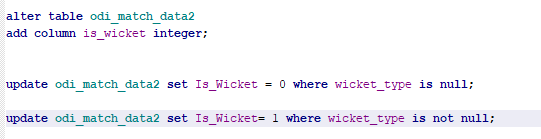 alter table odi_match_data2
add column is_wicket integer;
update odi_match_data2 set Is_Wicket = 0 where wicket_type is null;
update odi_match_data2 set Is_Wicket= 1 where wicket_type is not null;